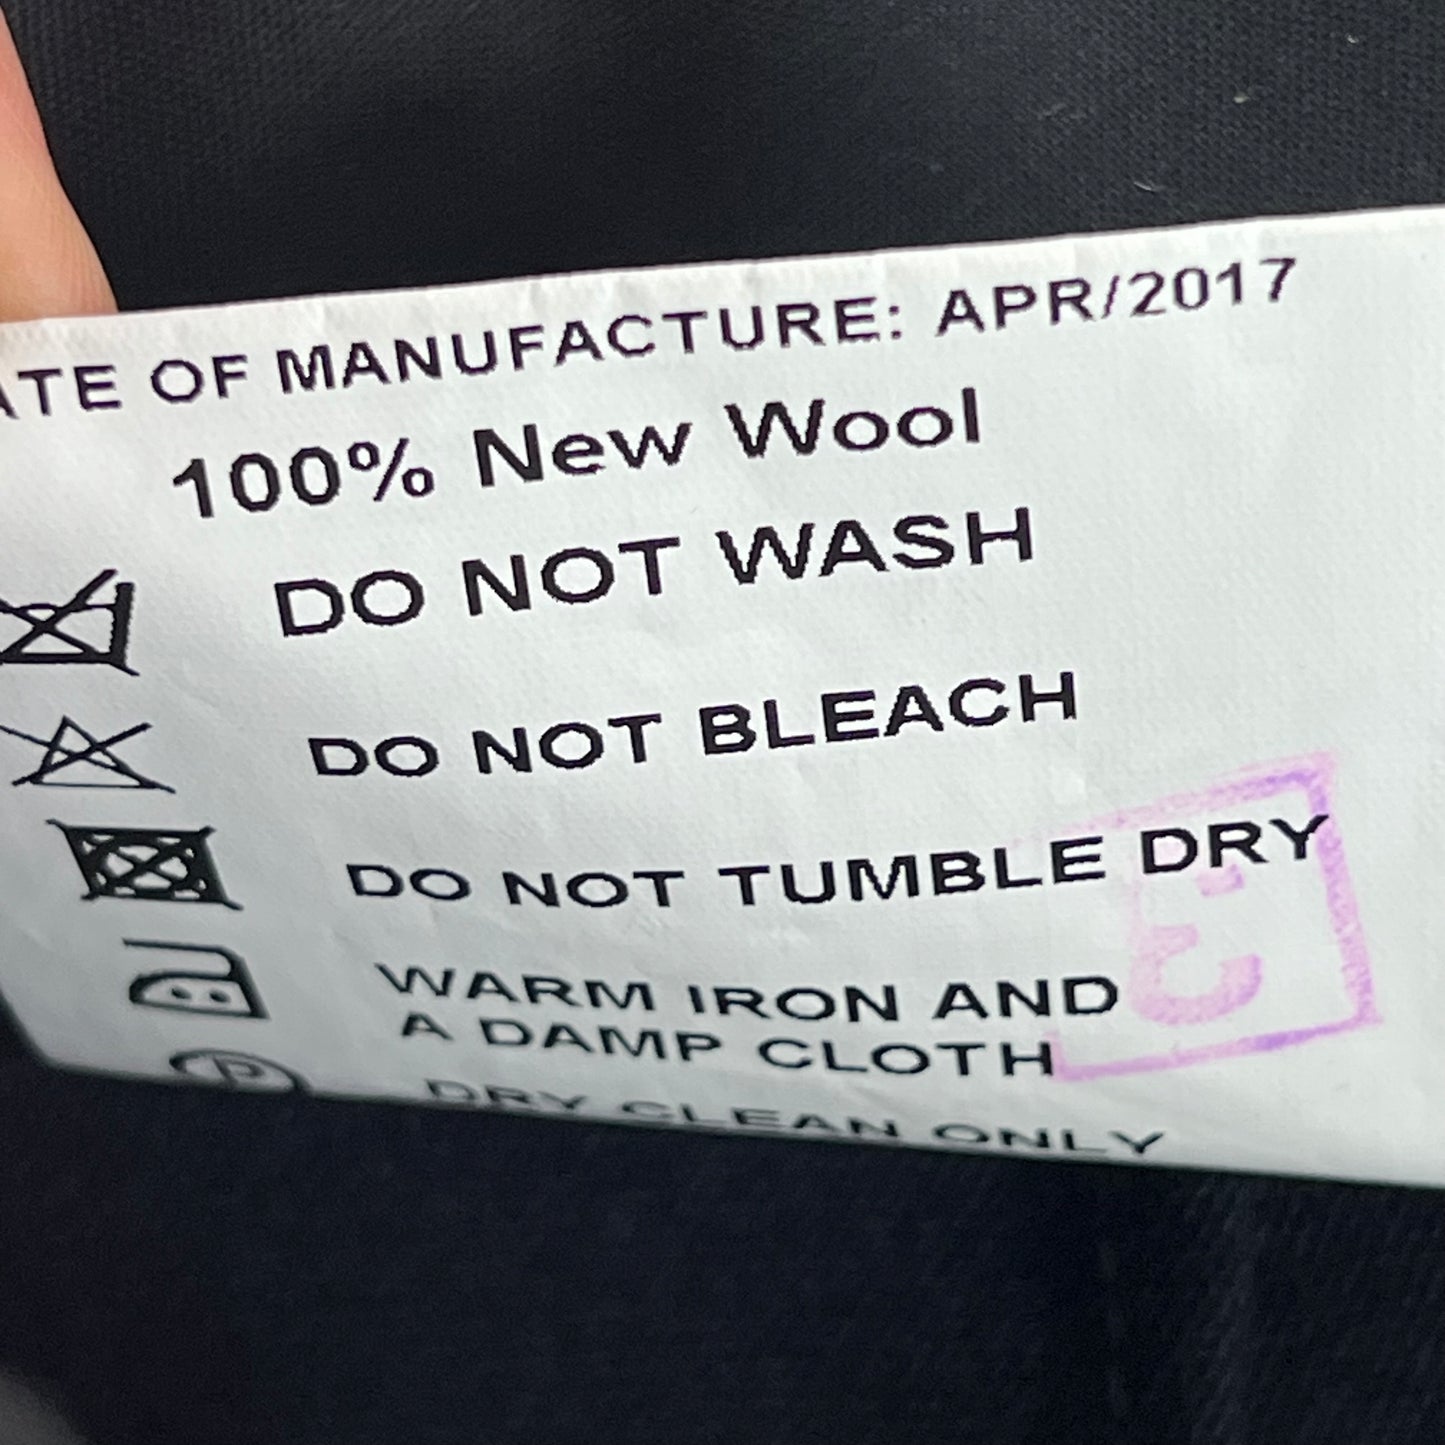 ATE OF MANUFACTURE: APR/2017
100% New Wool
DO NOT WASH
DO NOT BLEACH
DO NOT TUMBLE DRY
3
WARM IRON AND
A DAMP CLOTH
P
DRY CLEAN ONLY